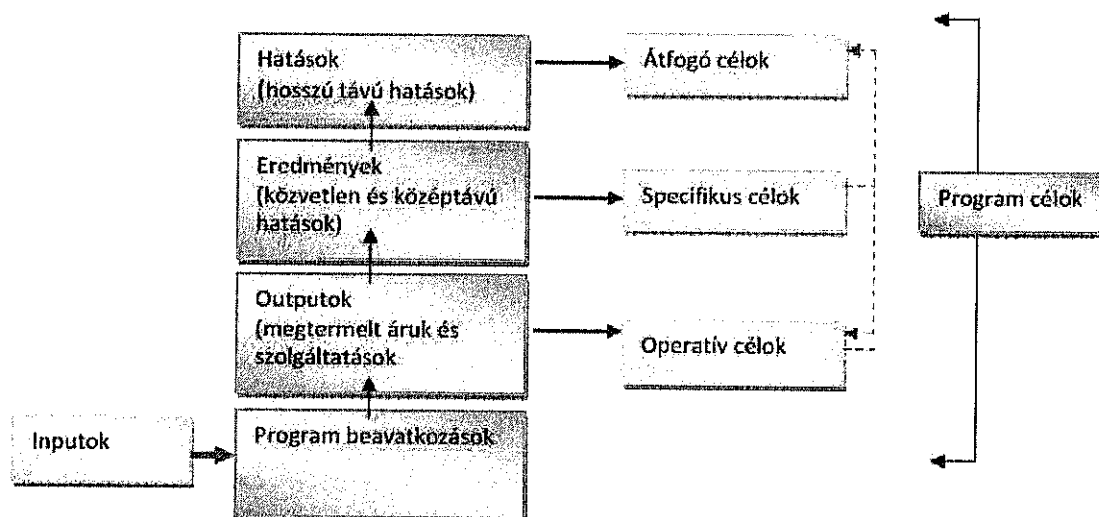 Hatások
(hosszú távú hatások)
Átfogó célok
Eredmények
(közvetlen és középtávú
hatások)
Specifikus célok
Program célok
Outputok
(megtermelt áruk és
szolgáltatások
Operatív célok
Inputok
Program beavatkozások